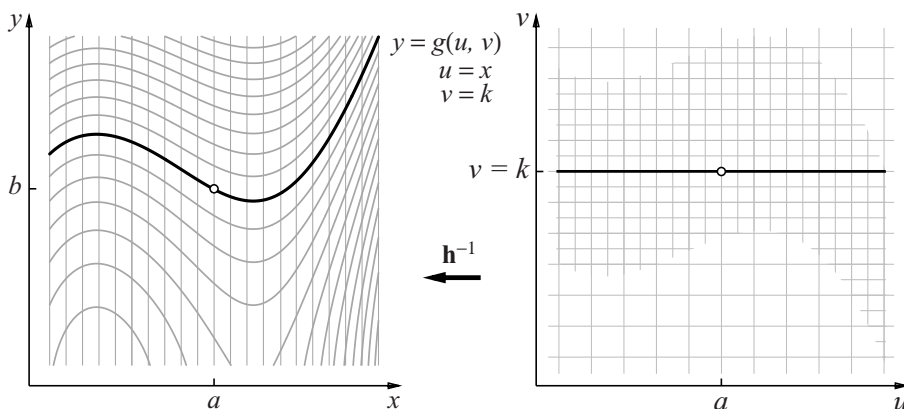 y
y = g(u, v)
u = x
v = k
b
a
x
h⁻¹
v
v = k
a
u